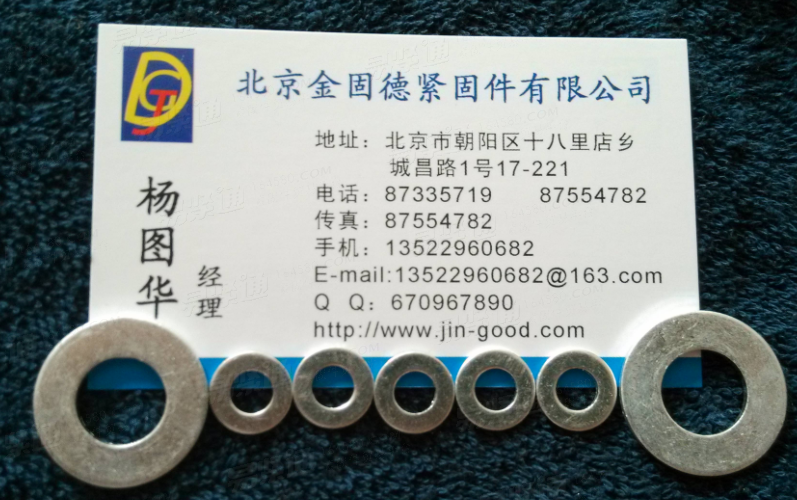 北京金固德紧固件有限公司
地址：北京市朝阳区十八里店乡
城昌路1号17-221
电话：87335719 87554782
传真：87554782
手机：13522960682
E-mail:13522960682@163.com
Q Q：670967890
http://www.jin-good.com
杨图华
经理